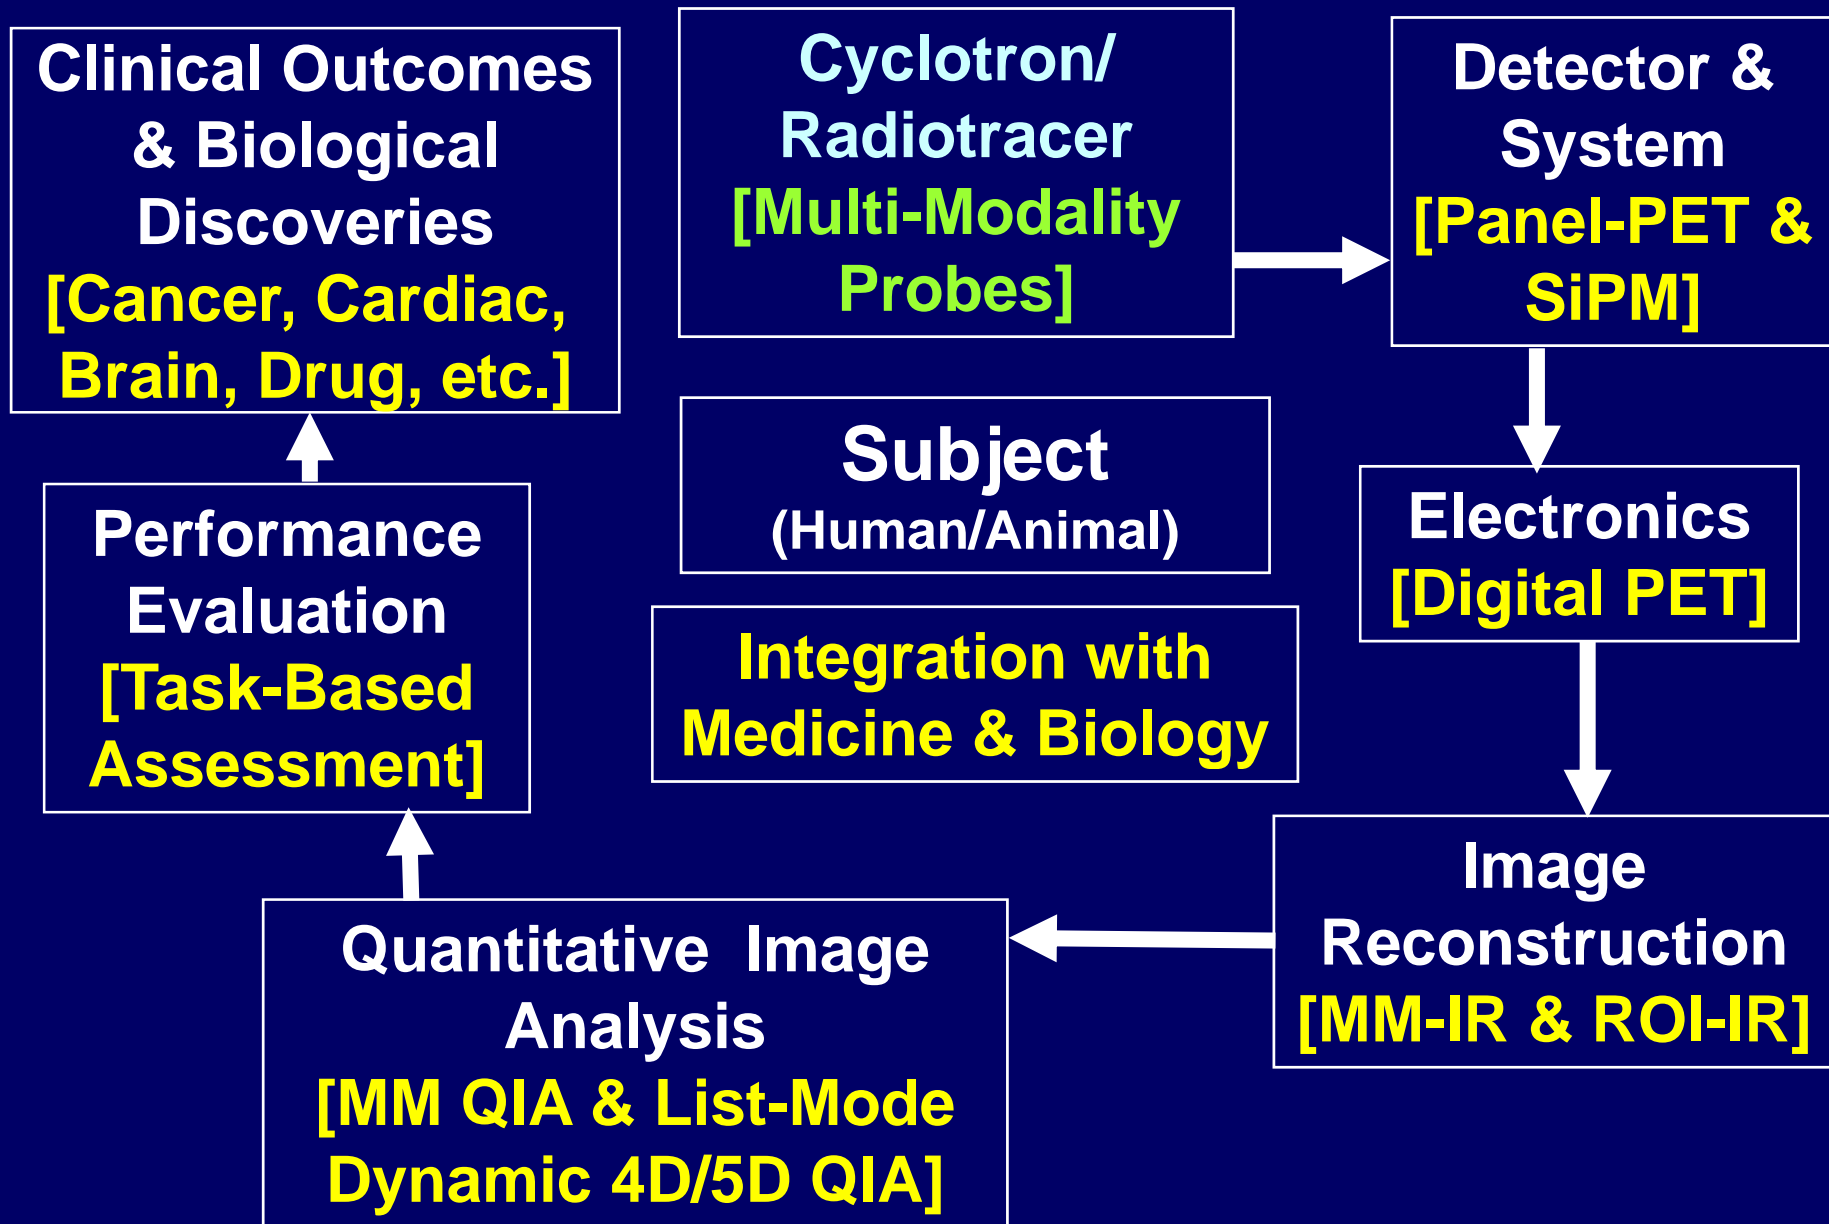 Clinical Outcomes
& Biological
Discoveries
[Cancer, Cardiac,
Brain, Drug, etc.]
Cyclotron/
Radiotracer
[Multi-Modality
Probes]
Detector &
System
[Panel-PET &
SiPM]
Subject
(Human/Animal)
Electronics
[Digital PET]
Performance
Evaluation
[Task-Based
Assessment]
Integration with
Medicine & Biology
Image
Reconstruction
[MM-IR & ROI-IR]
Quantitative Image
Analysis
[MM QIA & List-Mode
Dynamic 4D/5D QIA]